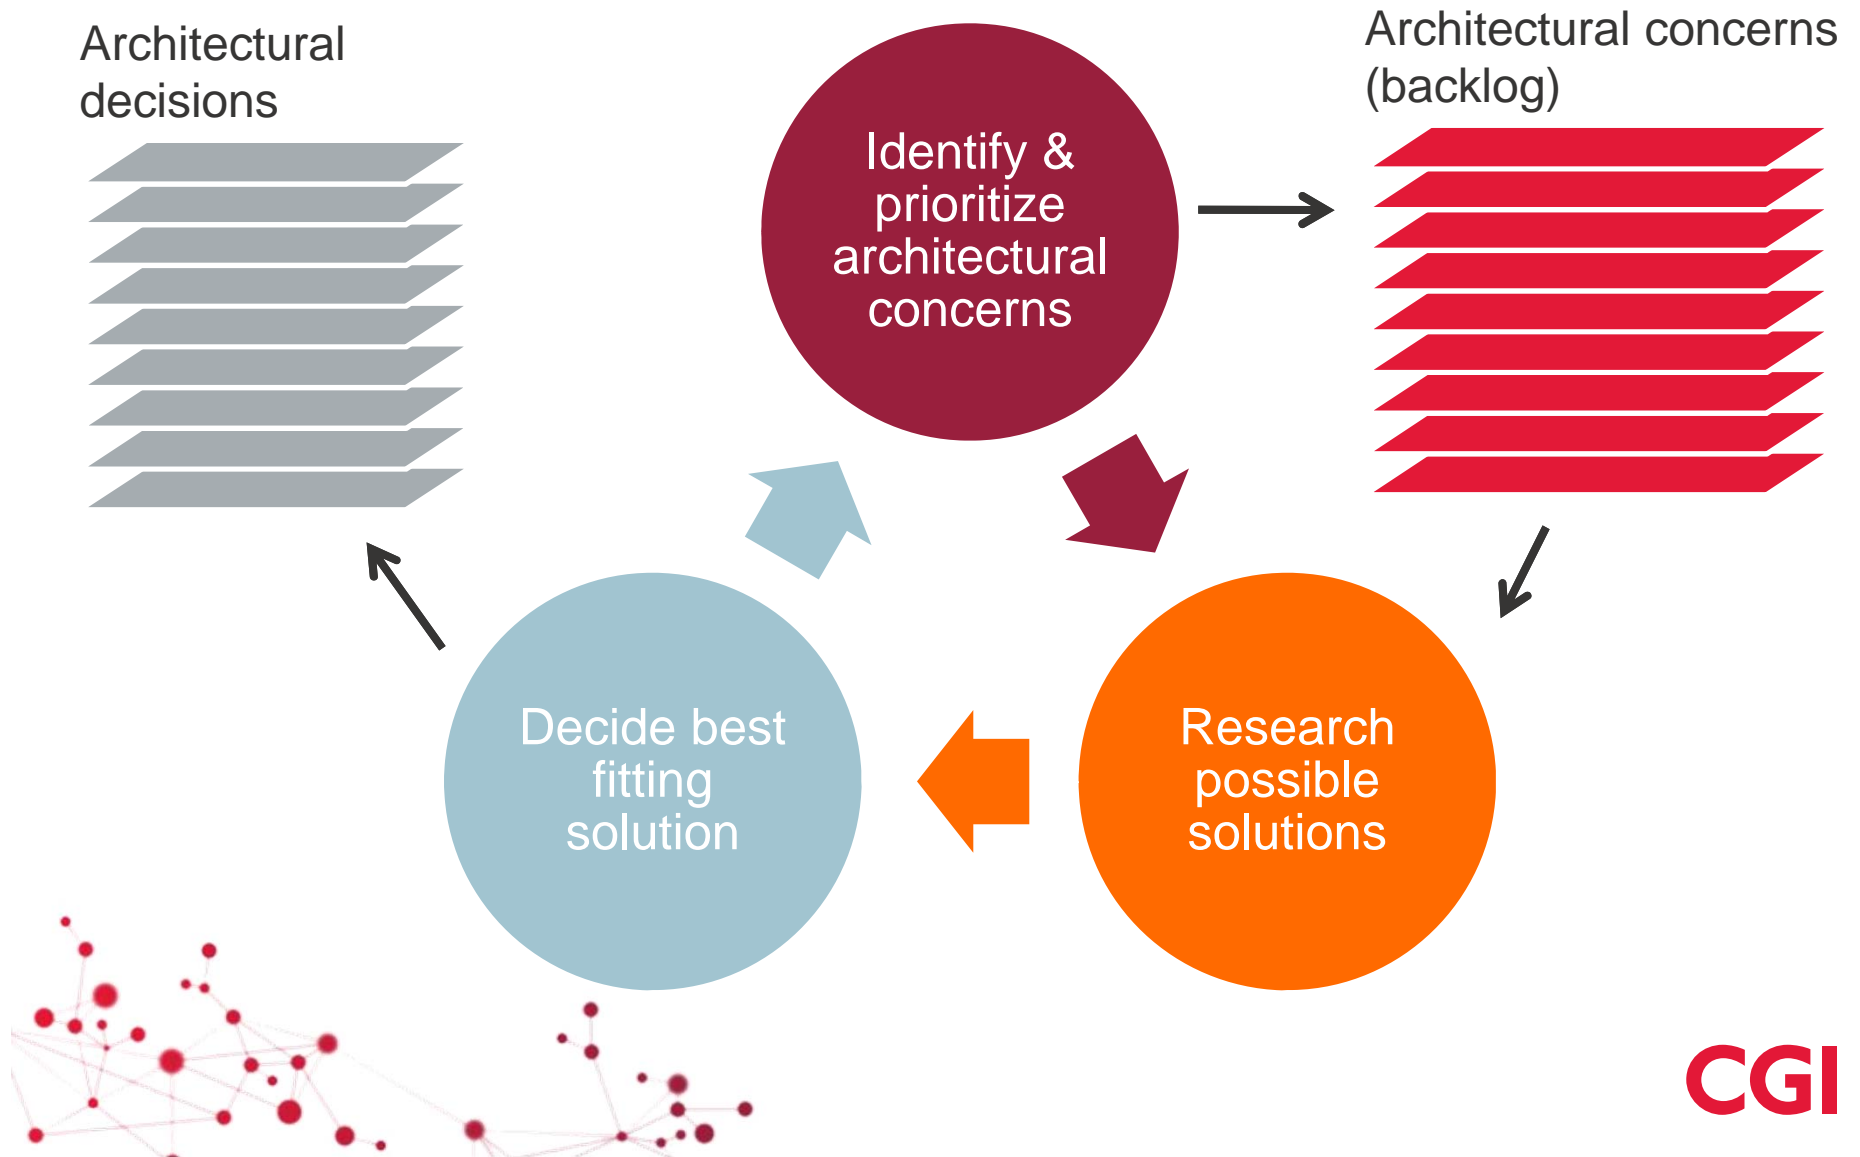 Architectural
decisions
Identify &
prioritize
architectural
concerns
Architectural concerns
(backlog)
Decide best
fitting
solution
Research
possible
solutions
CGI